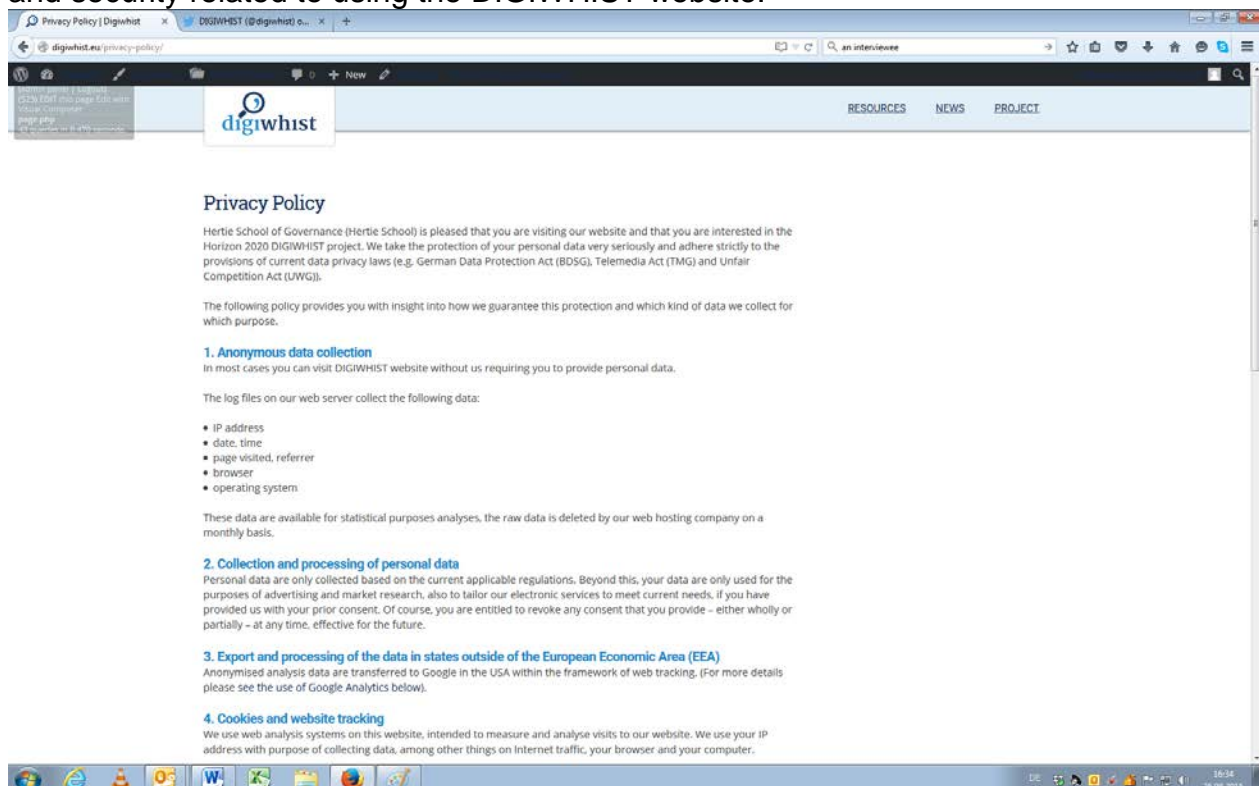 and security related to using the DIGIWHIST website.
Privacy Policy | Digiwhist
DIGIWHIST (@digiwhist) o...
digiwhist.eu/privacy-policy/
an interviewee
0 + New
page.php
digiwhist
RESOURCES NEWS PROJECT
Privacy Policy
Hertie School of Governance (Hertie School) is pleased that you are visiting our website and that you are interested in the
Horizon 2020 DIGIWHIST project. We take the protection of your personal data very seriously and adhere strictly to the
provisions of current data privacy laws (e.g. German Data Protection Act (BDSG), Telemedia Act (TMG) and Unfair
Competition Act (UWG)).
The following policy provides you with insight into how we guarantee this protection and which kind of data we collect for
which purpose.
1. Anonymous data collection
In most cases you can visit DIGIWHIST website without us requiring you to provide personal data.
The log files on our web server collect the following data:
• IP address
• date, time
• page visited, referrer
• browser
• operating system
These data are available for statistical purposes analyses, the raw data is deleted by our web hosting company on a
monthly basis.
2. Collection and processing of personal data
Personal data are only collected based on the current applicable regulations. Beyond this, your data are only used for the
purposes of advertising and market research, also to tailor our electronic services to meet current needs, if you have
provided us with your prior consent. Of course, you are entitled to revoke any consent that you provide – either wholly or
partially – at any time, effective for the future.
3. Export and processing of the data in states outside of the European Economic Area (EEA)
Anonymised analysis data are transferred to Google in the USA within the framework of web tracking. (For more details
please see the use of Google Analytics below).
4. Cookies and website tracking
We use web analysis systems on this website, intended to measure and analyse visits to our website. We use your IP
address with purpose of collecting data, among other things on Internet traffic, your browser and your computer.
DE
16:34